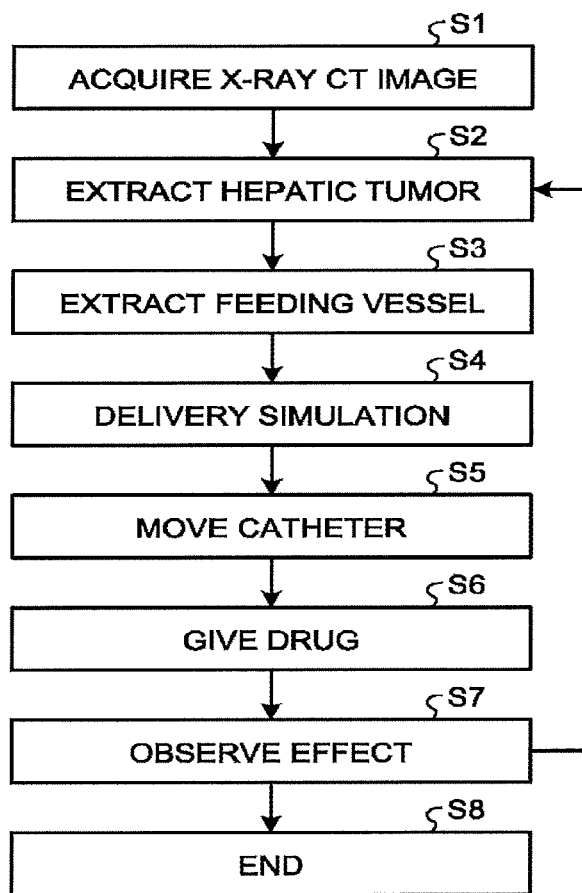 S1
ACQUIRE X-RAY CT IMAGE
S2
EXTRACT HEPATIC TUMOR
S3
EXTRACT FEEDING VESSEL
S4
DELIVERY SIMULATION
S5
MOVE CATHETER
S6
GIVE DRUG
S7
OBSERVE EFFECT
S8
END